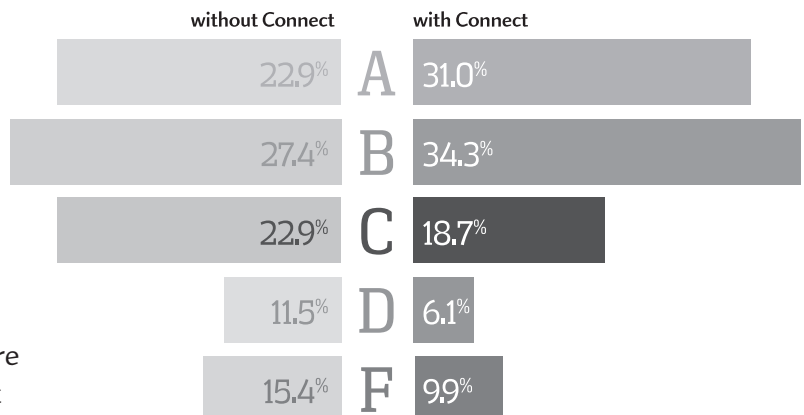 without Connect with Connect
22.9% A 31.0%
27.4% B 34.3%
22.9% C 18.7%
11.5% D 6.1%
15.4% F 9.9%